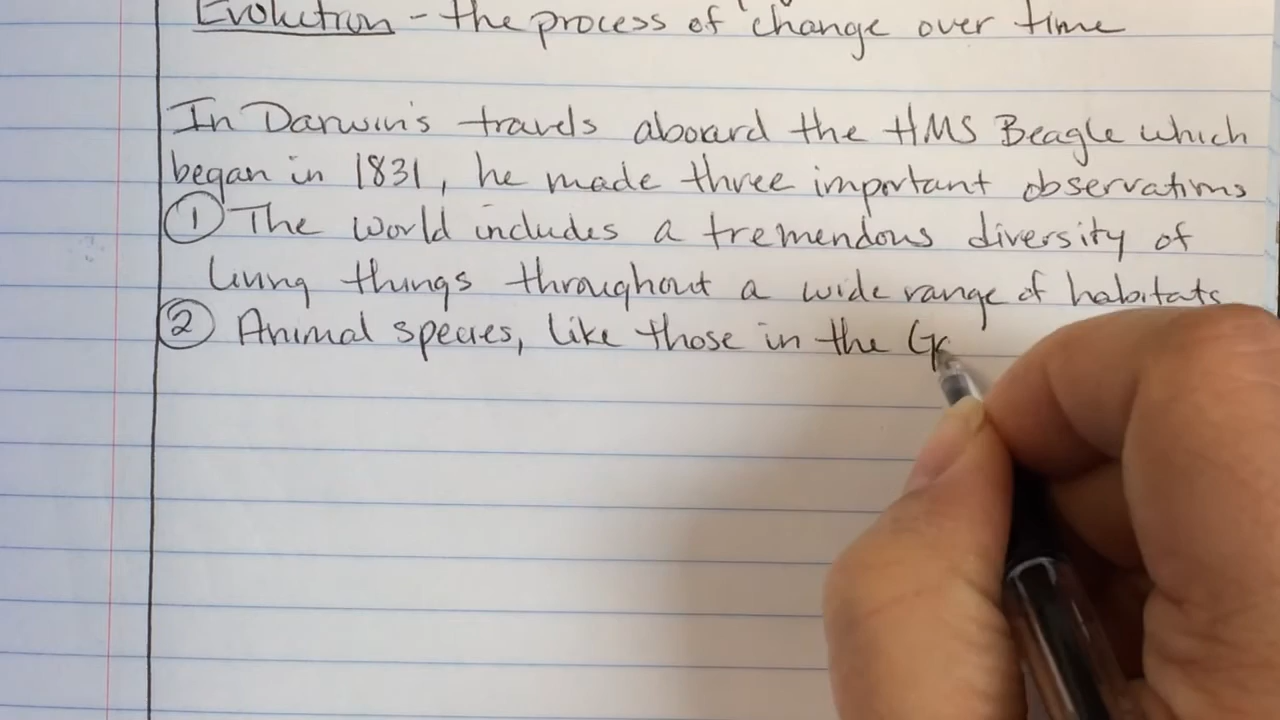 Evolution - the process of change over time
In Darwin's travels aboard the HMS Beagle which
began in 1831, he made three important observations
① The world includes a tremendous diversity of
living things throughout a wide range of habitats
② Animal species, like those in the Ga